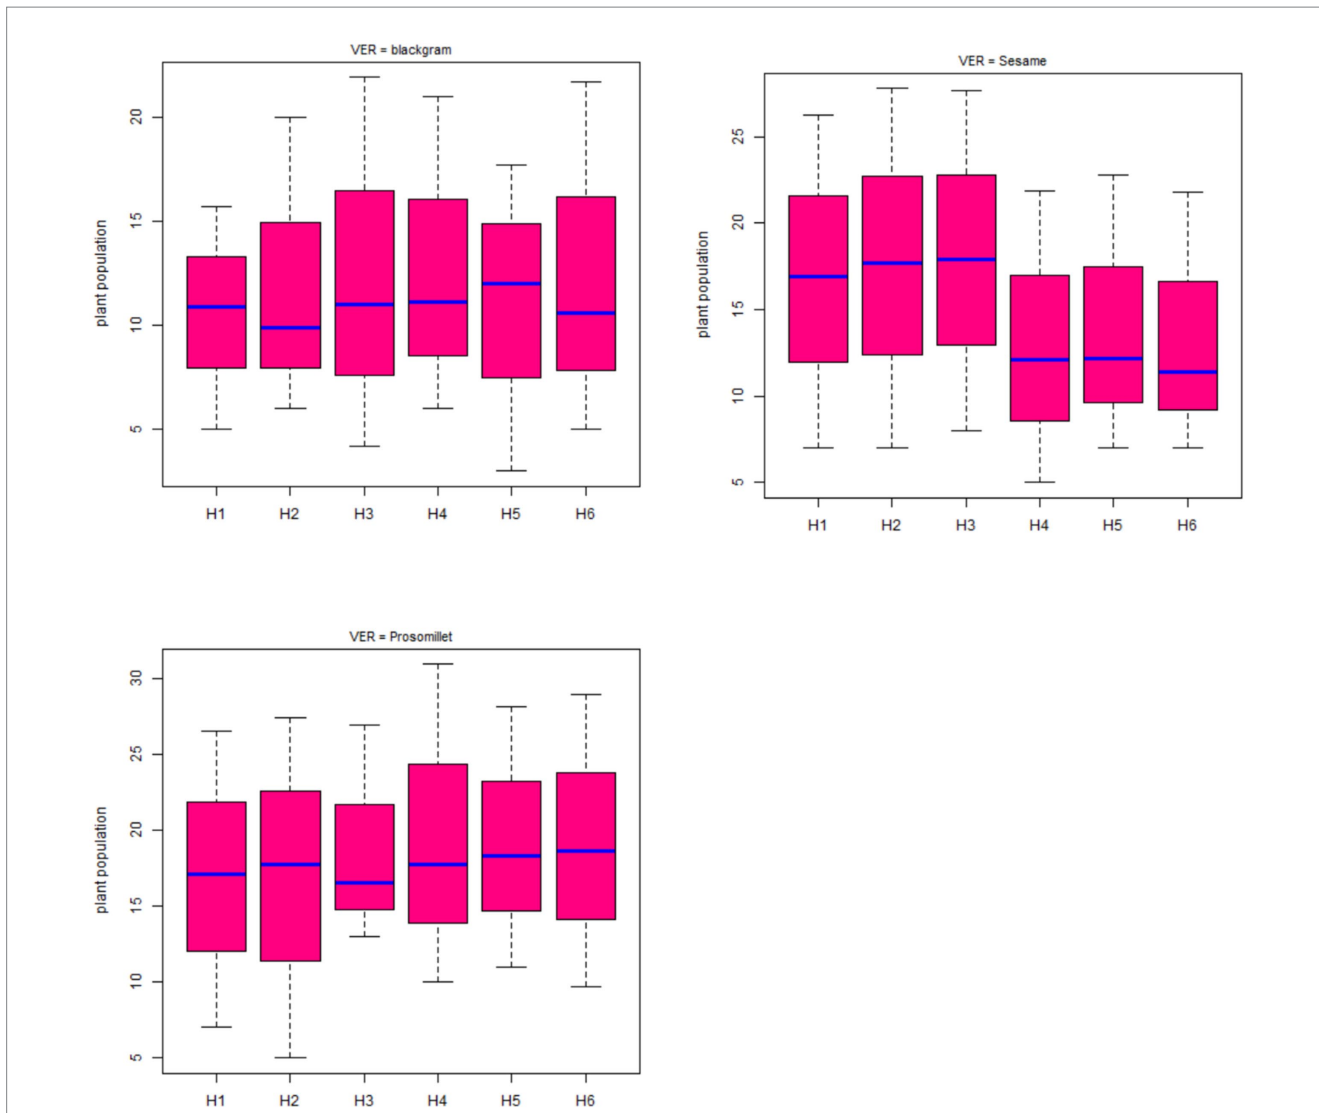 VER = blackgram
plant population
20
15
10
5
H1 H2 H3 H4 H5 H6
VER = Sesame
plant population
25
20
15
10
5
H1 H2 H3 H4 H5 H6
VER = Prosomillet
plant population
30
25
20
15
10
5
H1 H2 H3 H4 H5 H6